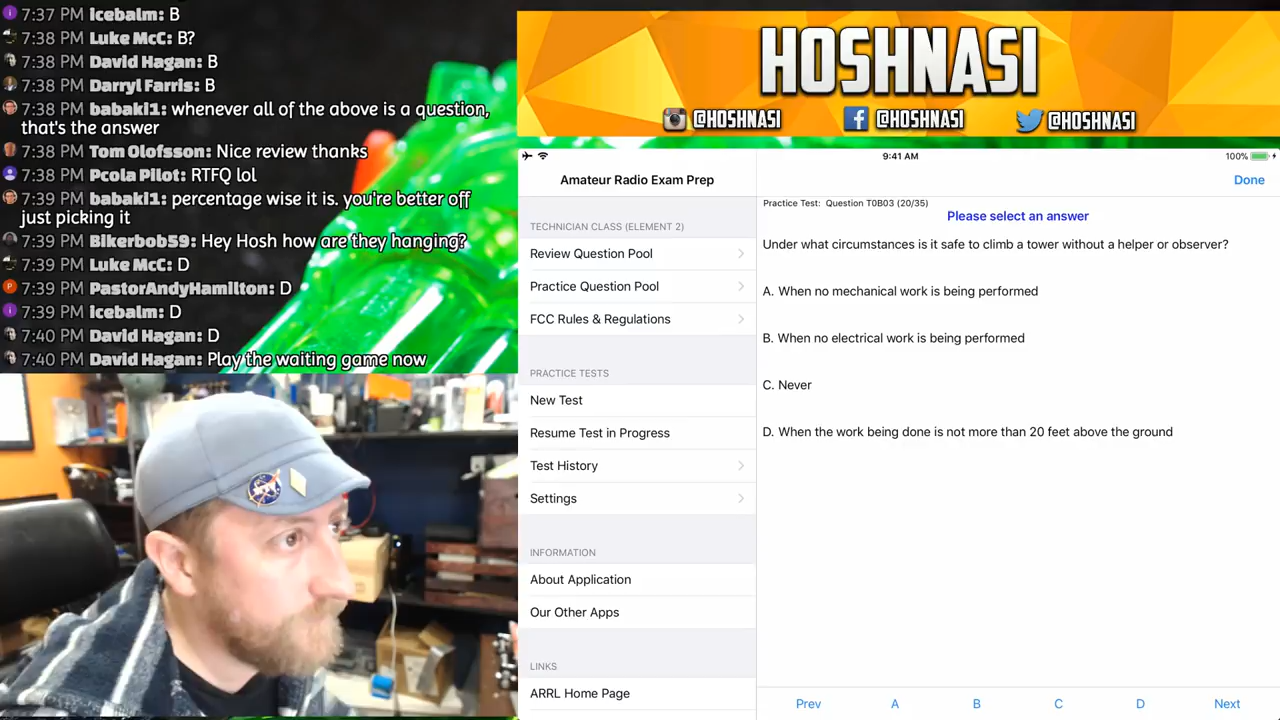 7:37 PM Icebalm: B
7:38 PM Luke McC: B?
7:38 PM David Hagan: B
7:38 PM Darryl Farris: B
7:38 PM babakl1: whenever all of the above is a question,
that's the answer
7:38 PM Tom Olofsson: Nice review thanks
7:38 PM Pcola Pilot: RTFQ lol
7:39 PM babakl1: percentage wise it is. you're better off
just picking it
7:39 PM Bikerbob59: Hey Hosh how are they hanging?
7:39 PM Luke McC: D
7:39 PM PastorAndyHamilton: D
7:39 PM Icebalm: D
7:40 PM David Hagan: D
7:40 PM David Hagan: Play the waiting game now
HOSHNASI
@HOSHNASI
@HOSHNASI
@HOSHNASI
9:41 AM
100%
Amateur Radio Exam Prep
Done
TECHNICIAN CLASS (ELEMENT 2)
Review Question Pool
Practice Question Pool
FCC Rules & Regulations
PRACTICE TESTS
New Test
Resume Test in Progress
Test History
Settings
INFORMATION
About Application
Our Other Apps
LINKS
ARRL Home Page
Practice Test: Question T0B03 (20/35)
Please select an answer
Under what circumstances is it safe to climb a tower without a helper or observer?
A. When no mechanical work is being performed
B. When no electrical work is being performed
C. Never
D. When the work being done is not more than 20 feet above the ground
Prev A B C D Next